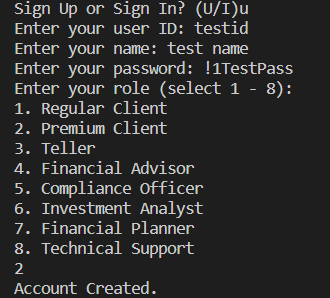 Sign Up or Sign In? (U/I)u
Enter your user ID: testid
Enter your name: test name
Enter your password: !1TestPass
Enter your role (select 1 - 8):
1. Regular Client
2. Premium Client
3. Teller
4. Financial Advisor
5. Compliance Officer
6. Investment Analyst
7. Financial Planner
8. Technical Support
2
Account Created.